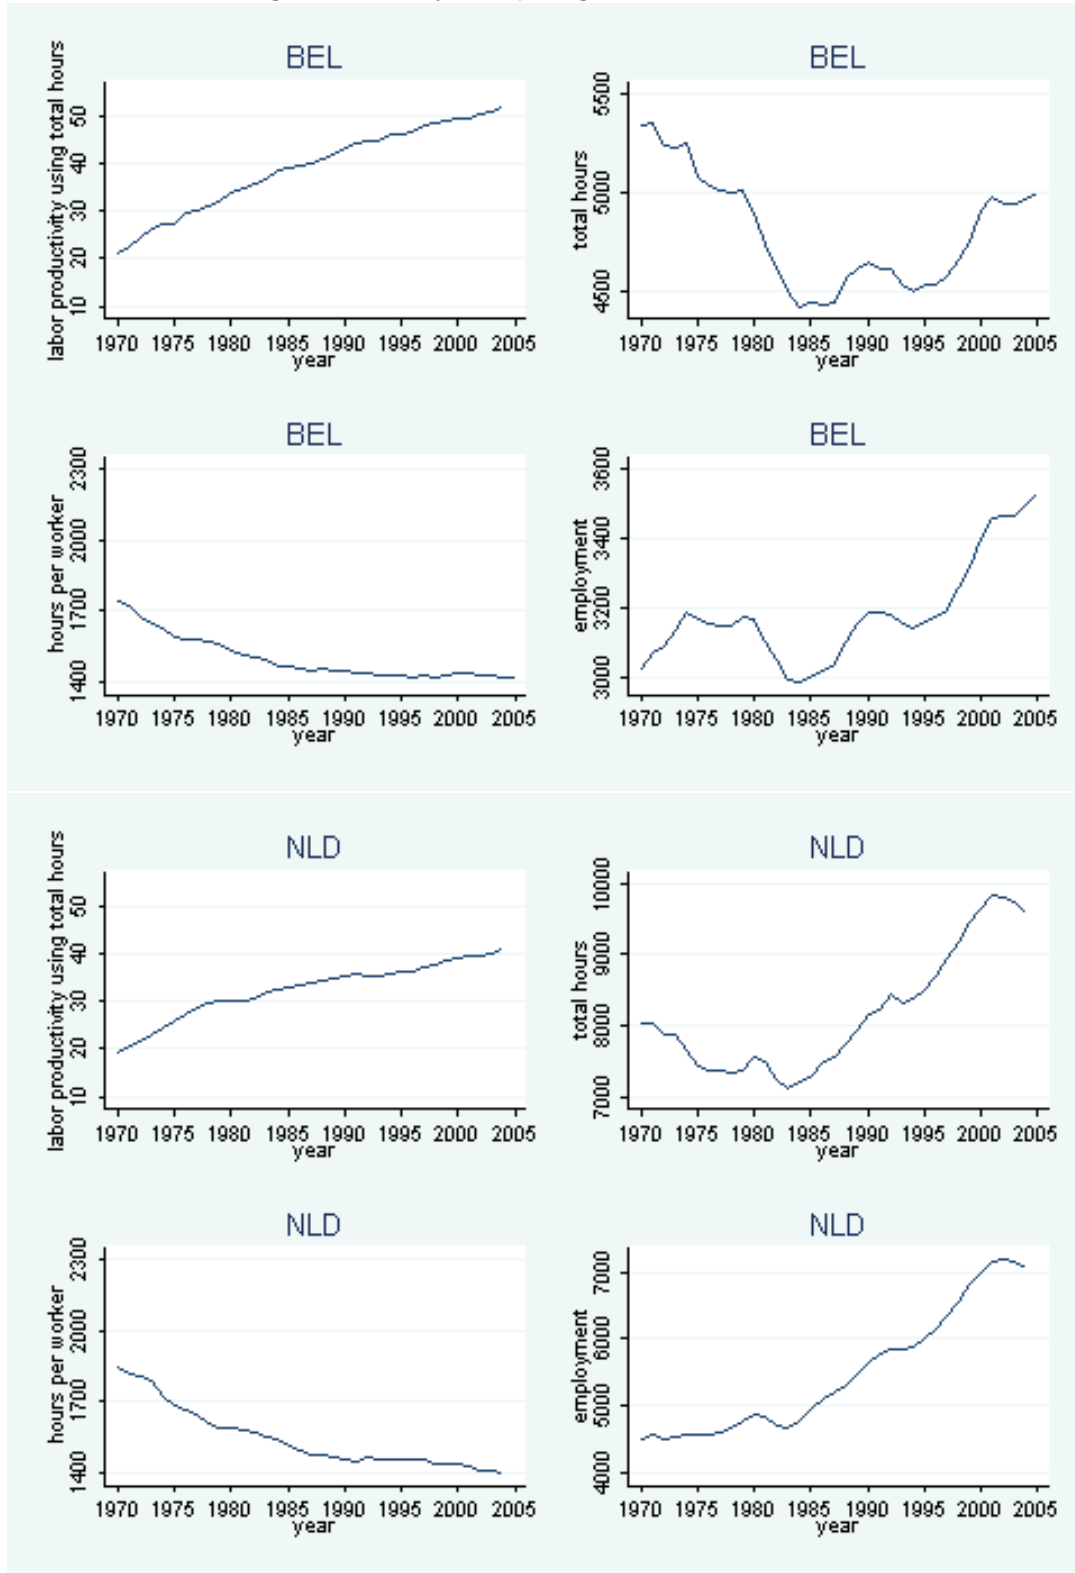 BEL
labor productivity using total hours
10 20 30 40 50
1970 1975 1980 1985 1990 1995 2000 2005
year
BEL
total hours
4500 5000 5500
1970 1975 1980 1985 1990 1995 2000 2005
year
BEL
hours per worker
1400 1700 2000 2300
1970 1975 1980 1985 1990 1995 2000 2005
year
BEL
employment
3000 3200 3400 3600
1970 1975 1980 1985 1990 1995 2000 2005
year
NLD
labor productivity using total hours
10 20 30 40 50
1970 1975 1980 1985 1990 1995 2000 2005
year
NLD
total hours
7000 8000 9000 10000
1970 1975 1980 1985 1990 1995 2000 2005
year
NLD
hours per worker
1400 1700 2000 2300
1970 1975 1980 1985 1990 1995 2000 2005
year
NLD
employment
4000 5000 6000 7000
1970 1975 1980 1985 1990 1995 2000 2005
year